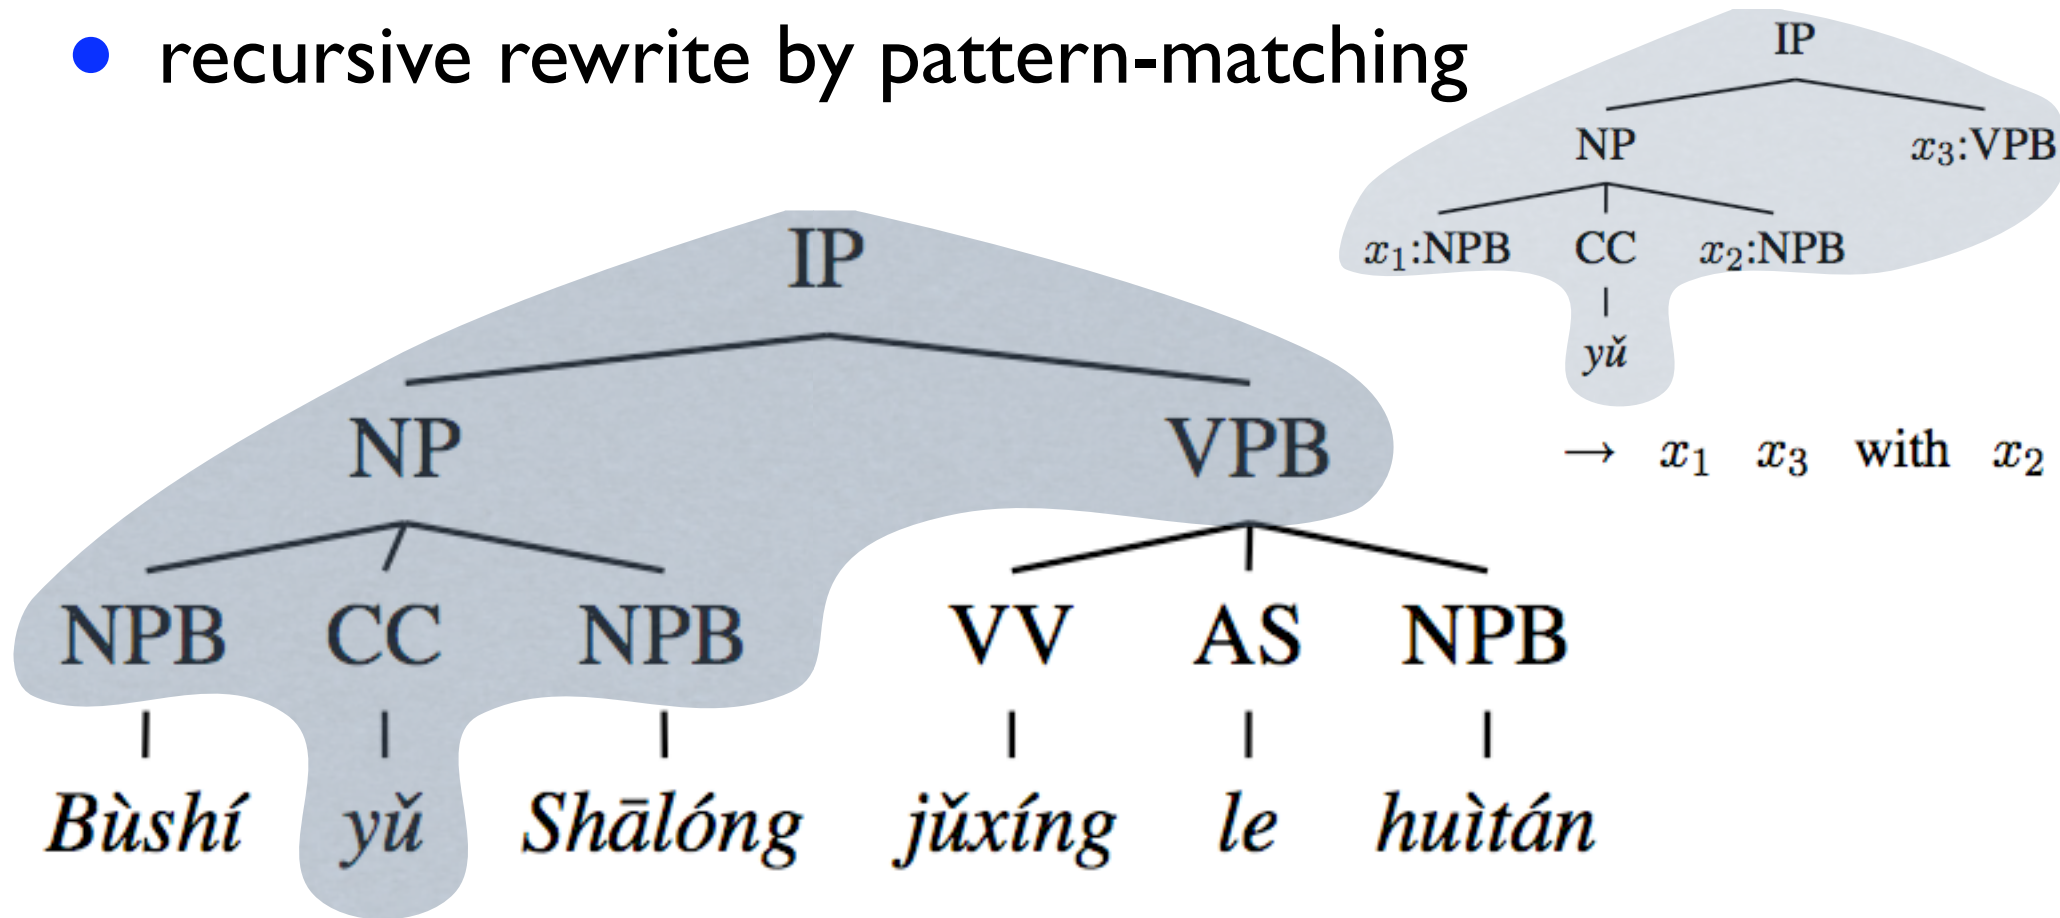 • recursive rewrite by pattern-matching
IP
NP x₃:VPB
x₁:NPB CC x₂:NPB
yǔ
→ x₁ x₃ with x₂
IP
NP VPB
NPB CC NPB VV AS NPB
Bùshí yǔ Shālóng jǔxíng le huìtán